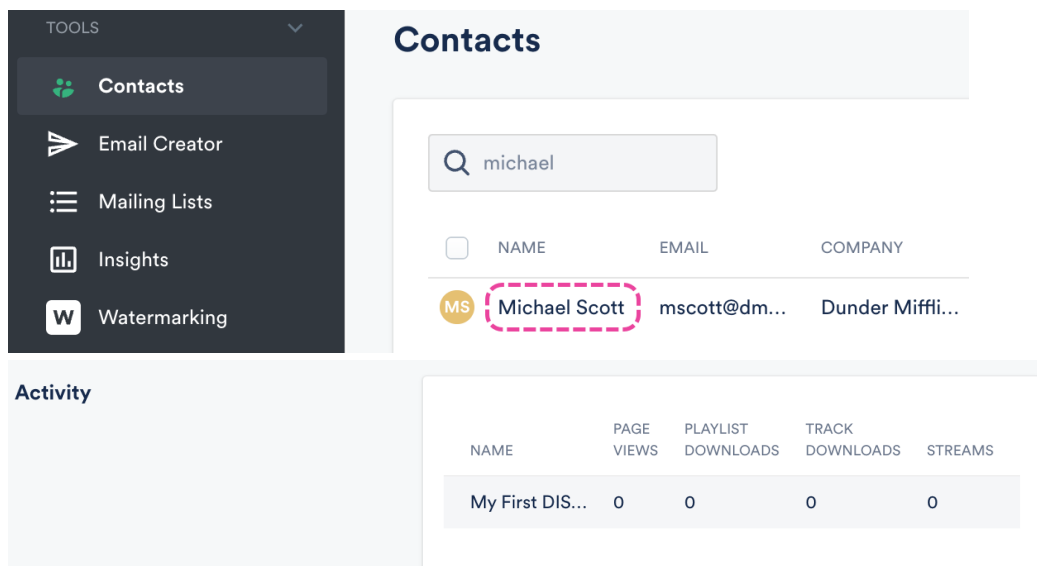 TOOLS
Contacts
Email Creator
Mailing Lists
Insights
W Watermarking
Contacts
michael
NAME EMAIL COMPANY
MS Michael Scott mscott@dm... Dunder Miffli...
Activity
NAME PAGE VIEWS PLAYLIST DOWNLOADS TRACK DOWNLOADS STREAMS
My First DIS... 0 0 0 0